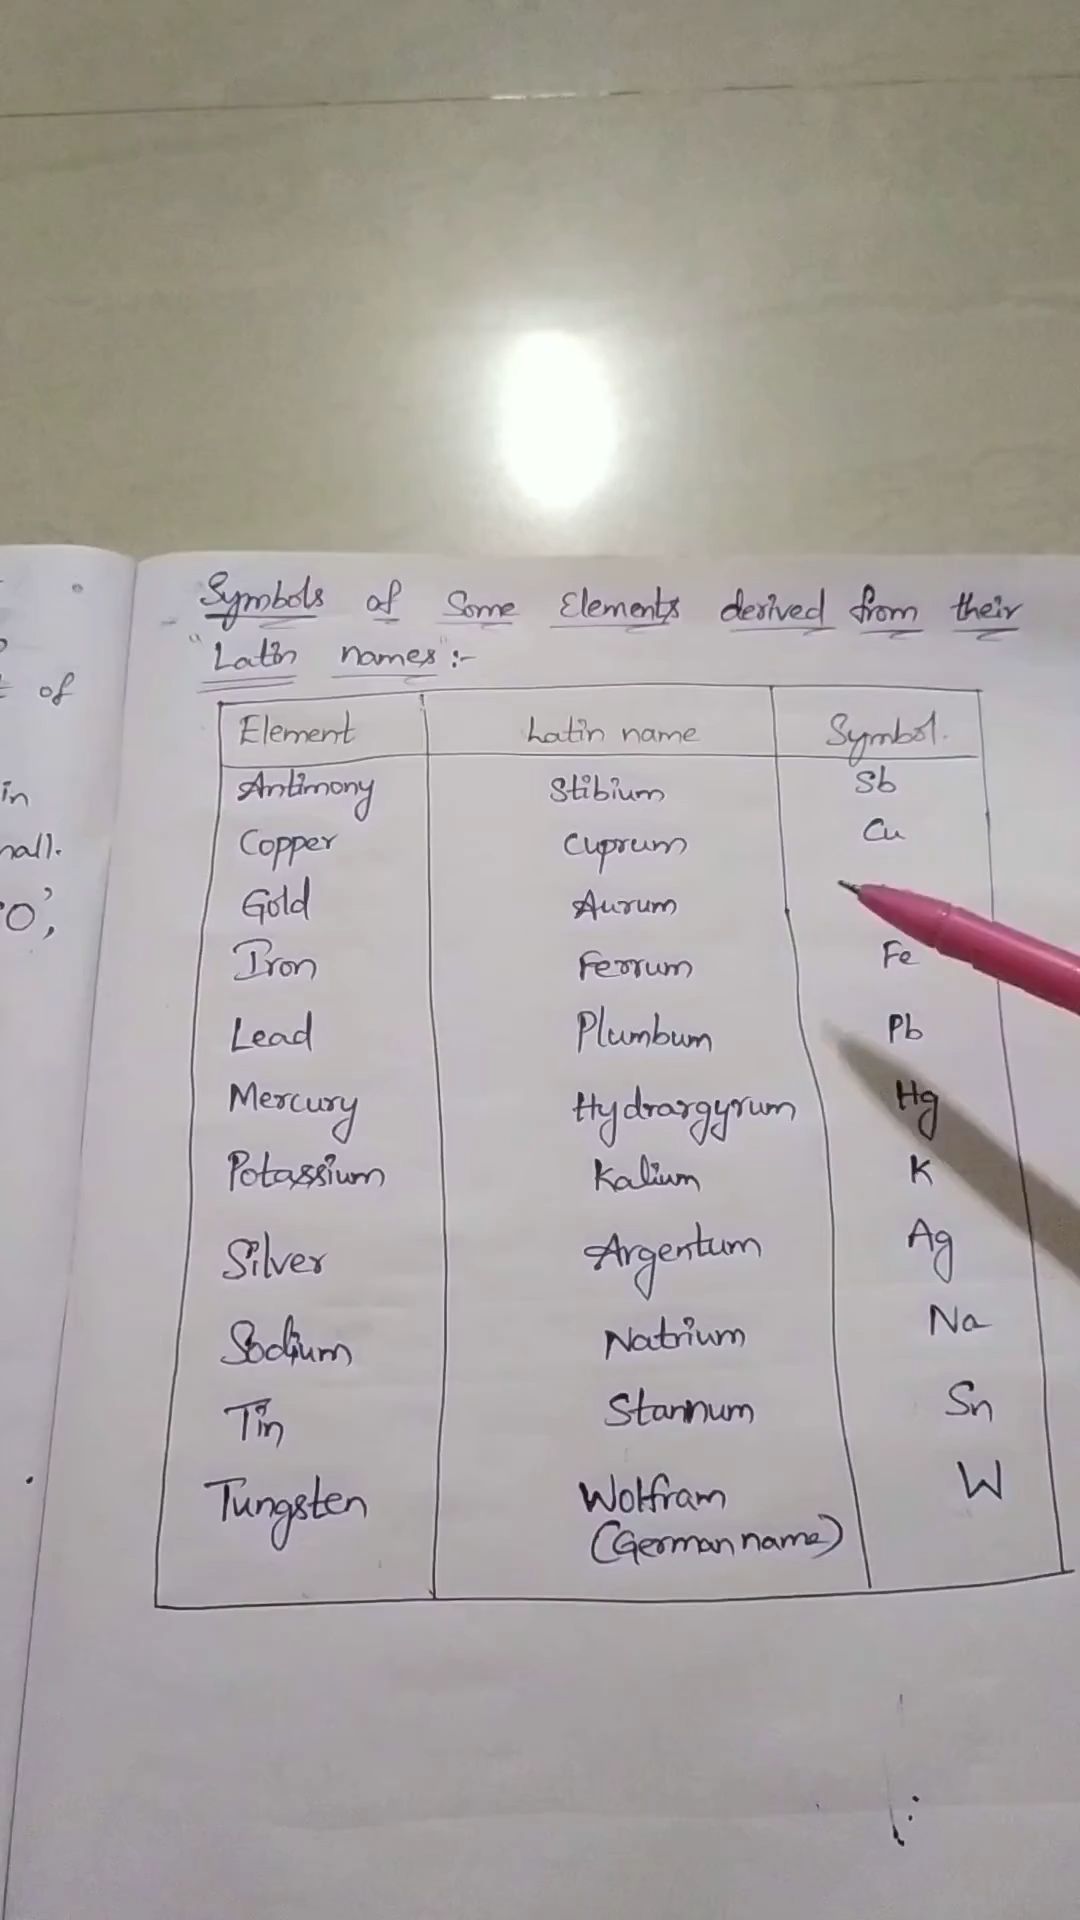 Symbols of Some Elements derived from their
"Latin names":-
Element Latin name Symbol.
Antimony Stibium Sb
Copper Cuprum Cu
Gold Aurum
Iron Ferrum Fe
Lead Plumbum Pb
Mercury Hydrargyrum Hg
Potassium Kalium K
Silver Argentum Ag
Sodium Natrium Na
Tin Stannum Sn
Tungsten Wolfram W
(German name)
of
in